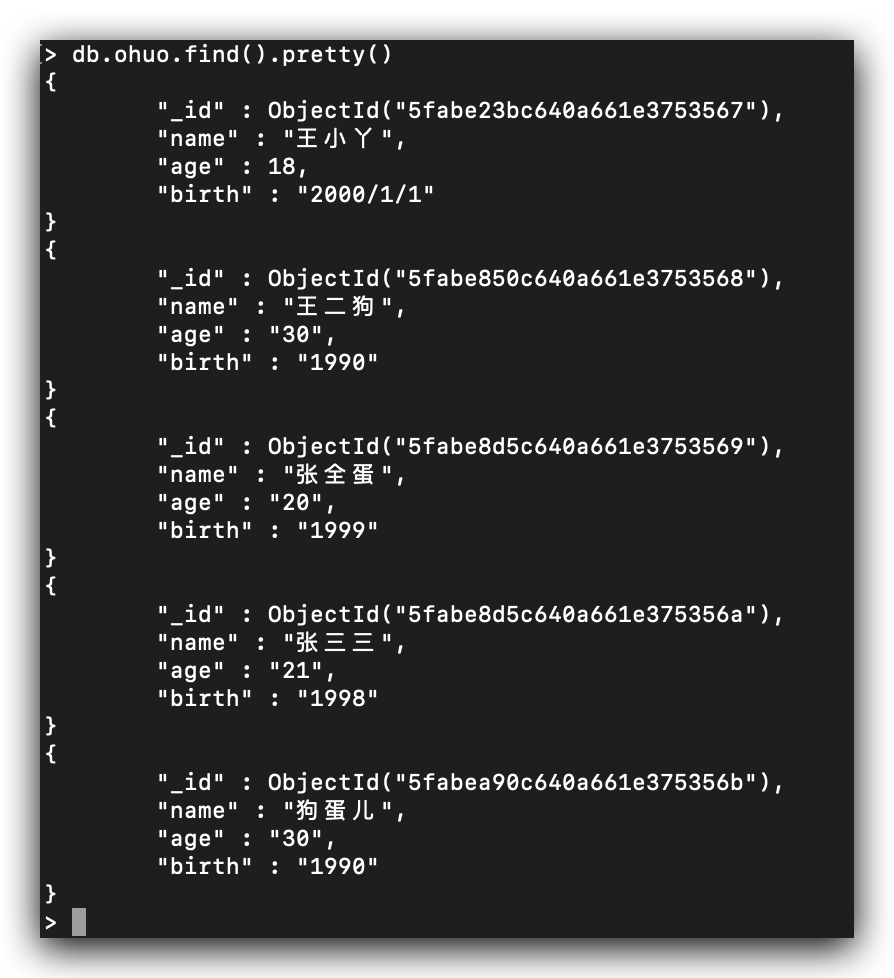 > db.ohuo.find().pretty()
{
"_id" : ObjectId("5fabe23bc640a661e3753567"),
"name" : "王小丫",
"age" : 18,
"birth" : "2000/1/1"
}
{
"_id" : ObjectId("5fabe850c640a661e3753568"),
"name" : "王二狗",
"age" : "30",
"birth" : "1990"
}
{
"_id" : ObjectId("5fabe8d5c640a661e3753569"),
"name" : "张全蛋",
"age" : "20",
"birth" : "1999"
}
{
"_id" : ObjectId("5fabe8d5c640a661e375356a"),
"name" : "张三三",
"age" : "21",
"birth" : "1998"
}
{
"_id" : ObjectId("5fabea90c640a661e375356b"),
"name" : "狗蛋儿",
"age" : "30",
"birth" : "1990"
}
>